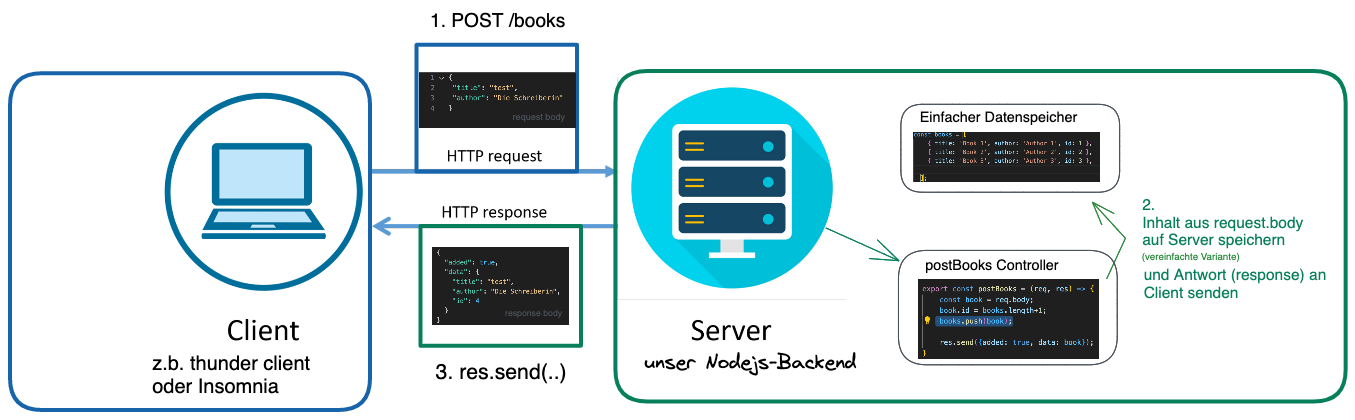 1. POST /books
1 {
2 "title": "test",
3 "author": "Die Schreiberin"
4 }
request body
HTTP request
HTTP response
{
"added": true,
"data": {
"title": "test",
"author": "Die Schreiberin",
"id": 4
}
}
response body
3. res.send(..)
Client
z.b. thunder client
oder Insomnia
Server
unser Nodejs-Backend
Einfacher Datenspeicher
const books = [
{ title: 'Book 1', author: 'Author 1', id: 1 },
{ title: 'Book 2', author: 'Author 2', id: 2 },
{ title: 'Book 3', author: 'Author 3', id: 3 },
];
2.
Inhalt aus request.body
auf Server speichern
(vereinfachte Variante)
und Antwort (response) an
Client senden
postBooks Controller
export const postBooks = (req, res) => {
const book = req.body;
book.id = books.length+1;
books.push(book);
res.send({added: true, data: book});
}